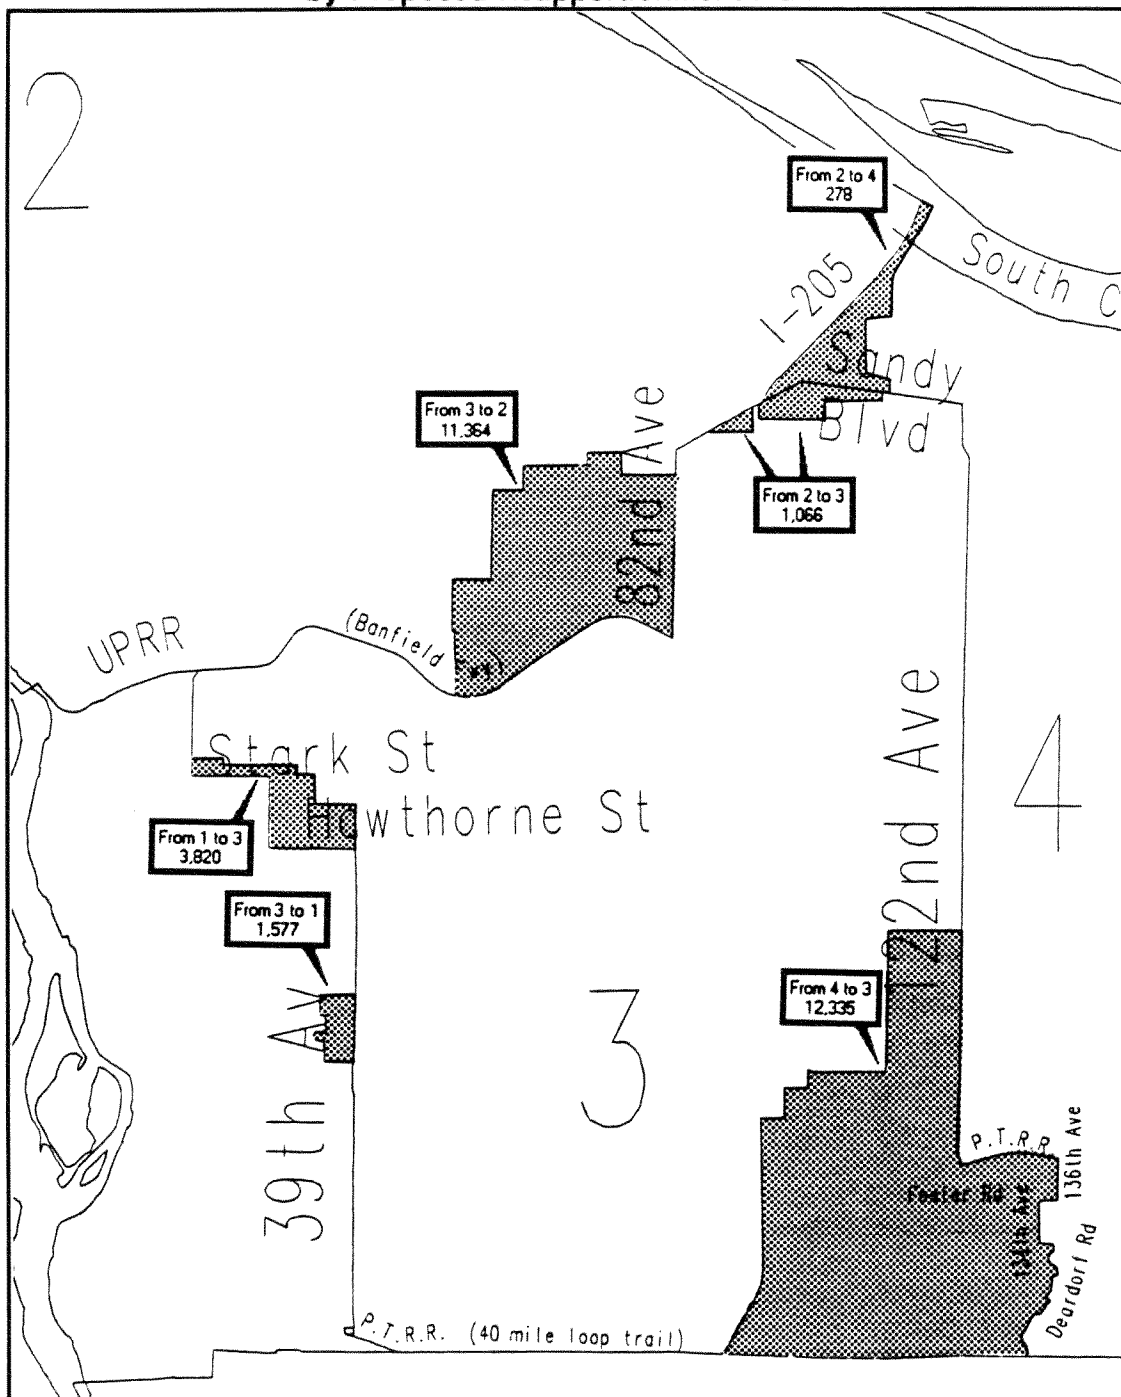 2
From 2 to 4
278
South C
I-205
Sandy
Blvd
From 3 to 2
11,364
82nd Ave
From 2 to 3
1,066
UPRR
(Banfield
Stark St
Hawthorne St
From 1 to 3
3,820
4
From 3 to 1
1,577
122nd Ave
From 4 to 3
12,335
39th Av
3
P.T.R.R.
136th Ave
Foster Rd
134th Ave
Deardorf Rd
P.T.R.R. (40 mile loop trail)